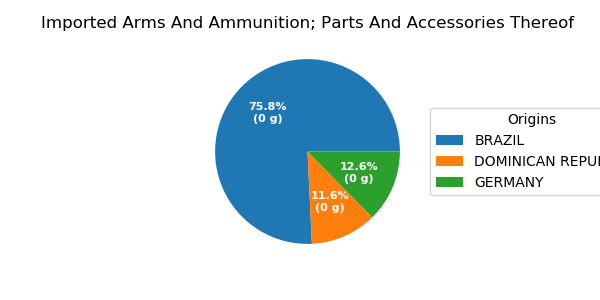 Imported Arms And Ammunition; Parts And Accessories Thereof
75.8%
(0 g)
12.6%
(0 g)
11.6%
(0 g)
Origins
BRAZIL
DOMINICAN REPU
GERMANY